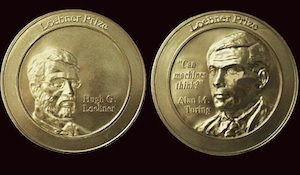 Loebner Prize
Hugh G.
Loebner
Loebner Prize
"Can
machines
think?"
Alan M.
Turing